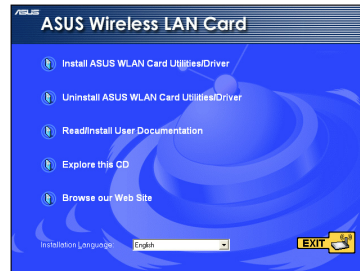 ASUS
ASUS Wireless LAN Card
Install ASUS WLAN Card Utilities/Driver
Uninstall ASUS WLAN Card Utilities/Driver
Read/Install User Documentation
Explore this CD
Browse our Web Site
Installation Language: English
EXIT